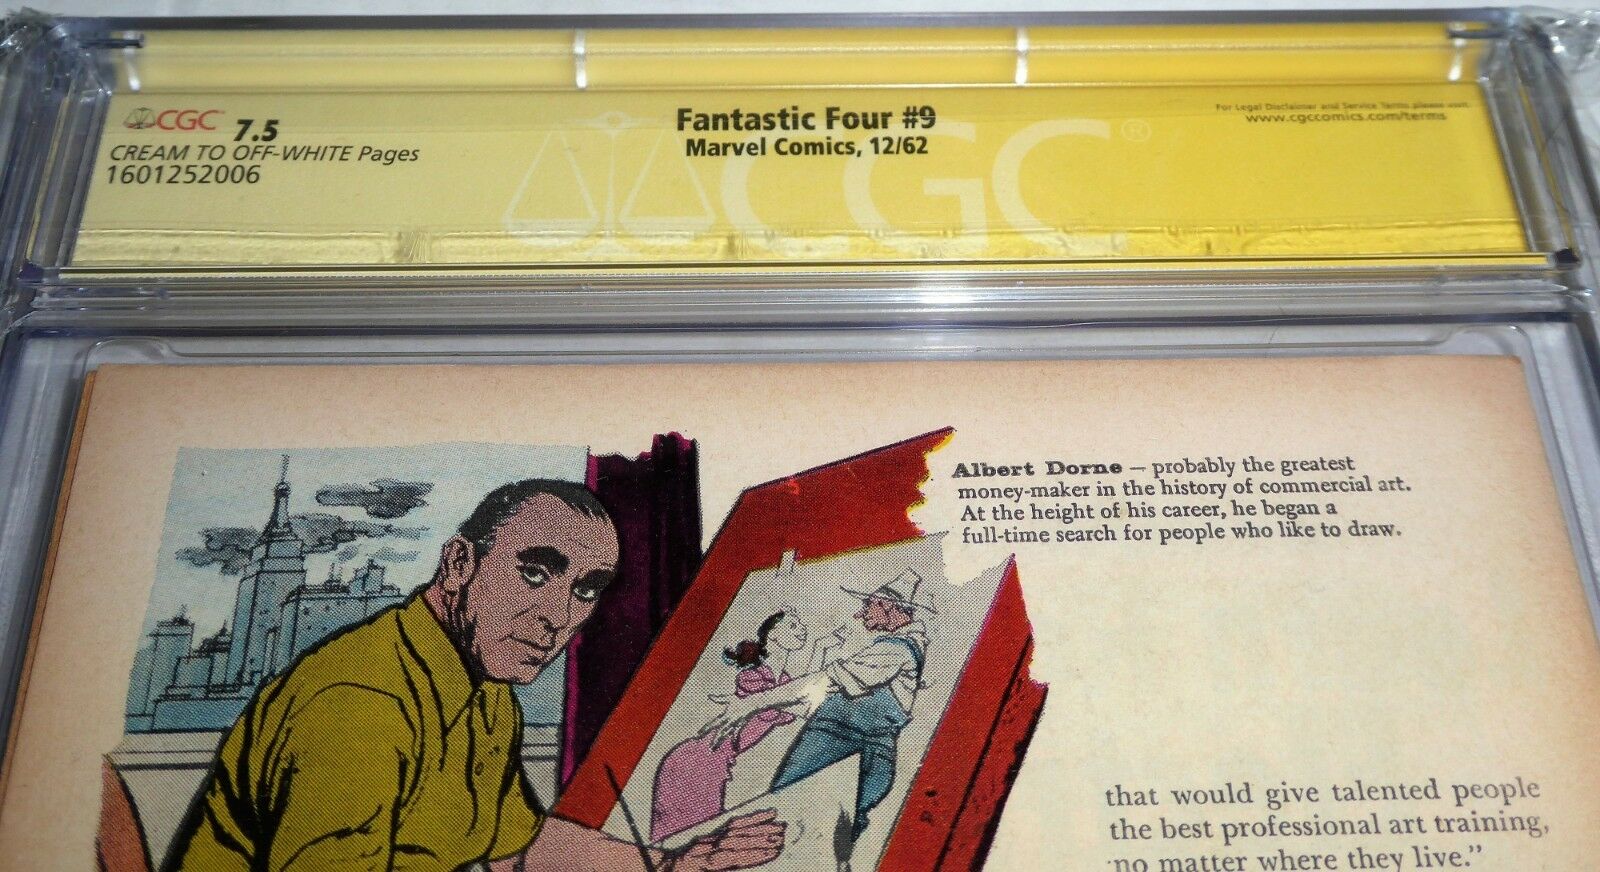 CGC 7.5
CREAM TO OFF-WHITE Pages
1601252006
Fantastic Four #9
Marvel Comics, 12/62
For Legal Disclaimer and Service Terms please visit
www.cgccomics.com/terms
CGC®
Albert Dorne — probably the greatest
money-maker in the history of commercial art.
At the height of his career, he began a
full-time search for people who like to draw.
that would give talented people
the best professional art training,
no matter where they live."